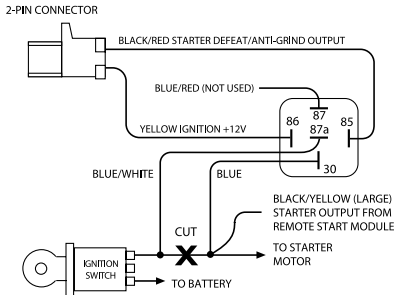 2-PIN CONNECTOR
BLACK/RED STARTER DEFEAT/ANTI-GRIND OUTPUT
BLUE/RED (NOT USED)
87
86
87a
85
YELLOW IGNITION +12V
30
BLUE/WHITE
BLUE
BLACK/YELLOW (LARGE)
STARTER OUTPUT FROM
REMOTE START MODULE
CUT
X
TO STARTER
MOTOR
IGNITION
SWITCH
TO BATTERY